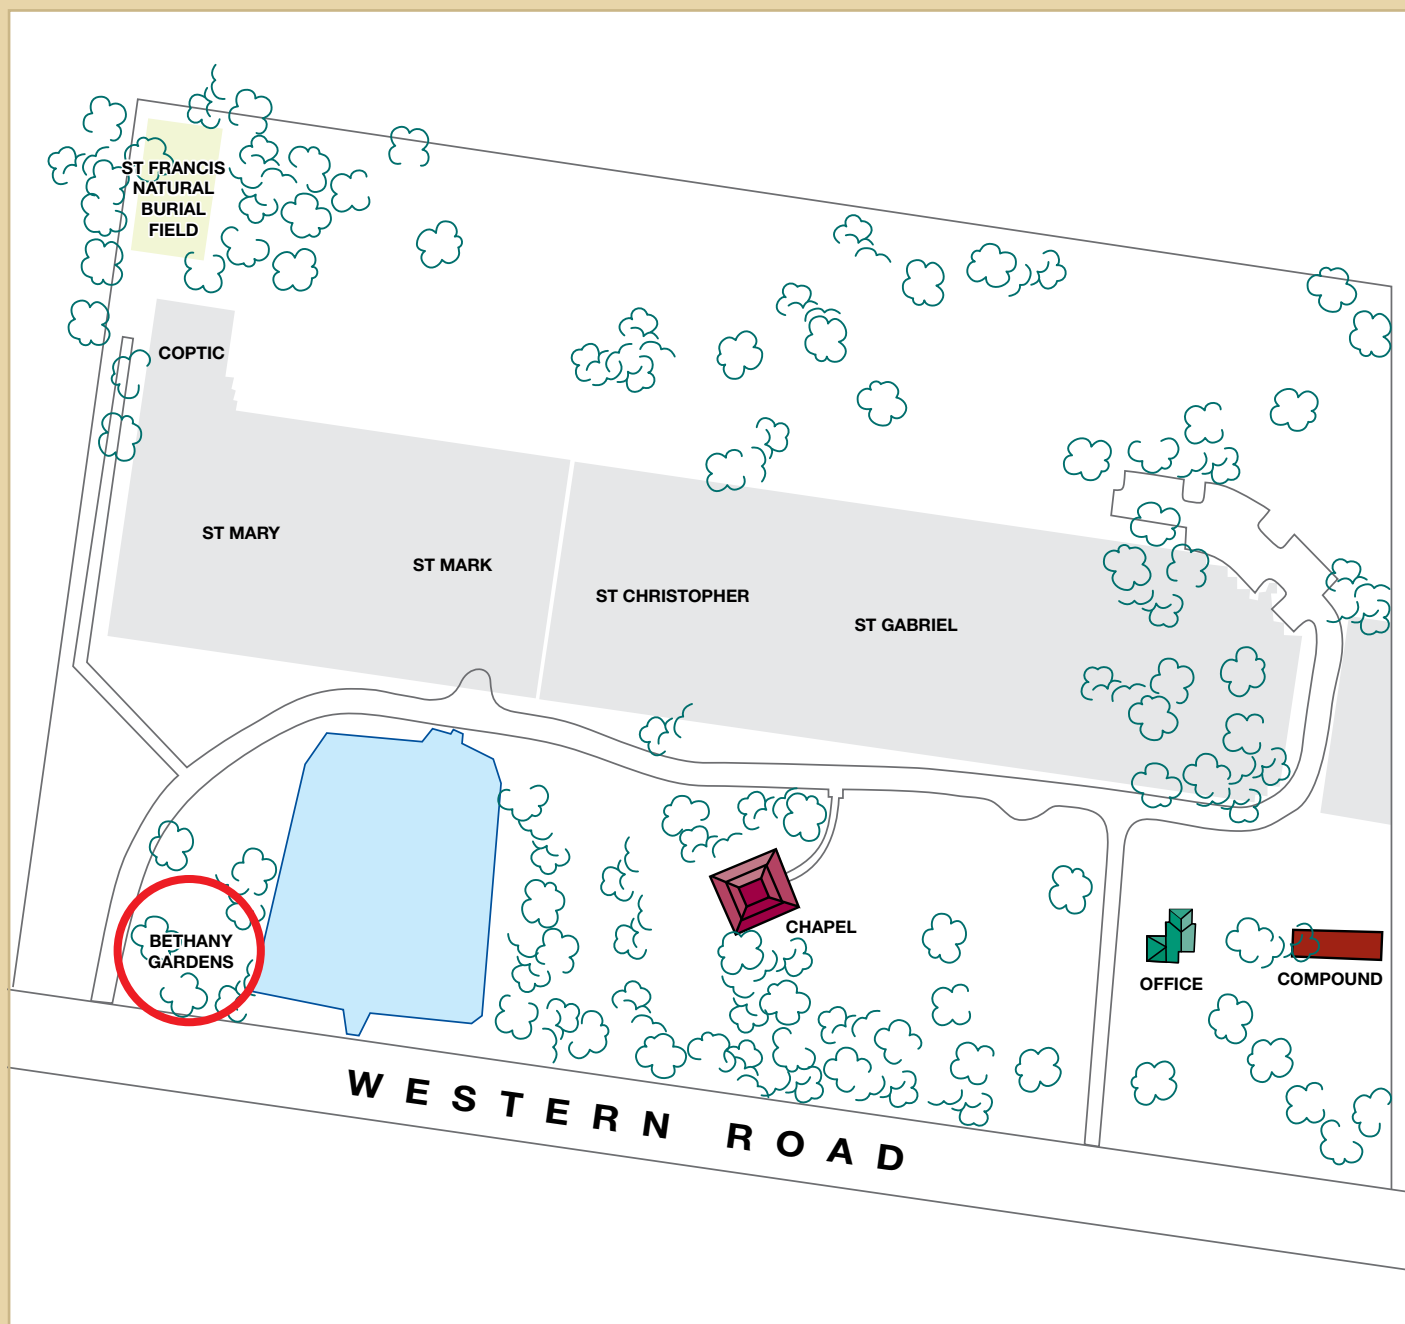 ST FRANCIS
NATURAL
BURIAL
FIELD
COPTIC
ST MARY
ST MARK
ST CHRISTOPHER
ST GABRIEL
CHAPEL
BETHANY
GARDENS
OFFICE
COMPOUND
WESTERN ROAD